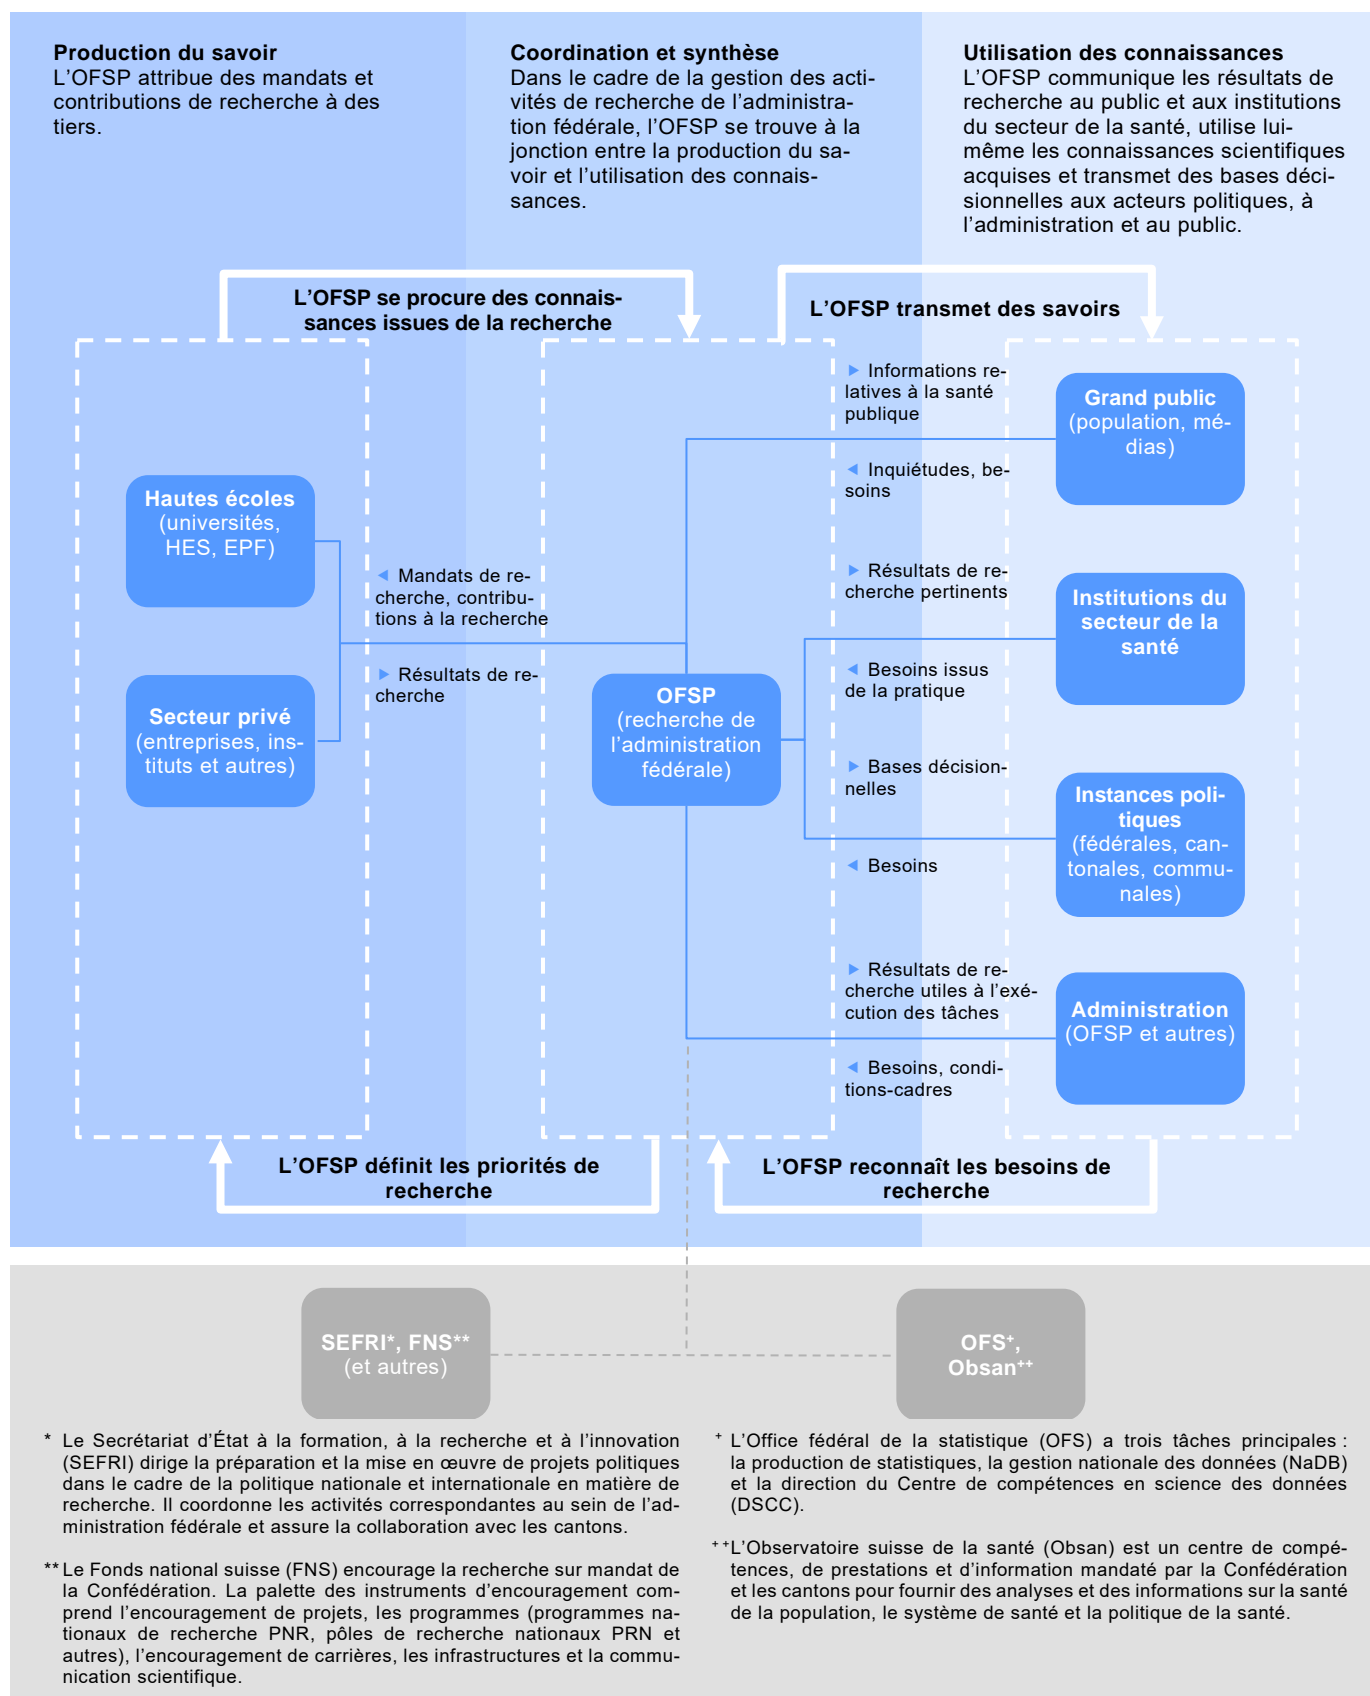 Production du savoir
L’OFSP attribue des mandats et
contributions de recherche à des
tiers.
Coordination et synthèse
Dans le cadre de la gestion des acti-
vités de recherche de l’administra-
tion fédérale, l’OFSP se trouve à la
jonction entre la production du sa-
voir et l’utilisation des connais-
sances.
Utilisation des connaissances
L’OFSP communique les résultats de
recherche au public et aux institutions
du secteur de la santé, utilise lui-
même les connaissances scientifiques
acquises et transmet des bases déci-
sionnelles aux acteurs politiques, à
l’administration et au public.
L’OFSP se procure des connais-
sances issues de la recherche
L’OFSP transmet des savoirs
Hautes écoles
(universités,
HES, EPF)
Secteur privé
(entreprises, ins-
tituts et autres)
◄ Mandats de re-
cherche, contribu-
tions à la recherche
► Résultats de re-
cherche
OFSP
(recherche de
l’administration
fédérale)
► Informations re-
latives à la santé
publique
◄ Inquiétudes, be-
soins
► Résultats de re-
cherche pertinents
◄ Besoins issus
de la pratique
► Bases décision-
nelles
◄ Besoins
► Résultats de re-
cherche utiles à l’exé-
cution des tâches
◄ Besoins, condi-
tions-cadres
Grand public
(population, mé-
dias)
Institutions du
secteur de la
santé
Instances poli-
tiques
(fédérales, can-
tonales, commu-
nales)
Administration
(OFSP et autres)
L’OFSP définit les priorités de
recherche
L’OFSP reconnaît les besoins de
recherche
SEFRI*, FNS**
(et autres)
OFS⁺,
Obsan⁺⁺
* Le Secrétariat d’État à la formation, à la recherche et à l’innovation
(SEFRI) dirige la préparation et la mise en œuvre de projets politiques
dans le cadre de la politique nationale et internationale en matière de
recherche. Il coordonne les activités correspondantes au sein de l’ad-
ministration fédérale et assure la collaboration avec les cantons.
** Le Fonds national suisse (FNS) encourage la recherche sur mandat de
la Confédération. La palette des instruments d’encouragement com-
prend l’encouragement de projets, les programmes (programmes na-
tionaux de recherche PNR, pôles de recherche nationaux PRN et
autres), l’encouragement de carrières, les infrastructures et la commu-
nication scientifique.
⁺ L’Office fédéral de la statistique (OFS) a trois tâches principales :
la production de statistiques, la gestion nationale des données (NaDB)
et la direction du Centre de compétences en science des données
(DSCC).
⁺⁺L’Observatoire suisse de la santé (Obsan) est un centre de compé-
tences, de prestations et d’information mandaté par la Confédération
et les cantons pour fournir des analyses et des informations sur la santé
de la population, le système de santé et la politique de la santé.